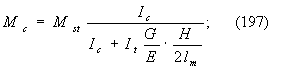 M_c = M_st I_c / (I_c + I_t G/E · H/2l_m); (197)